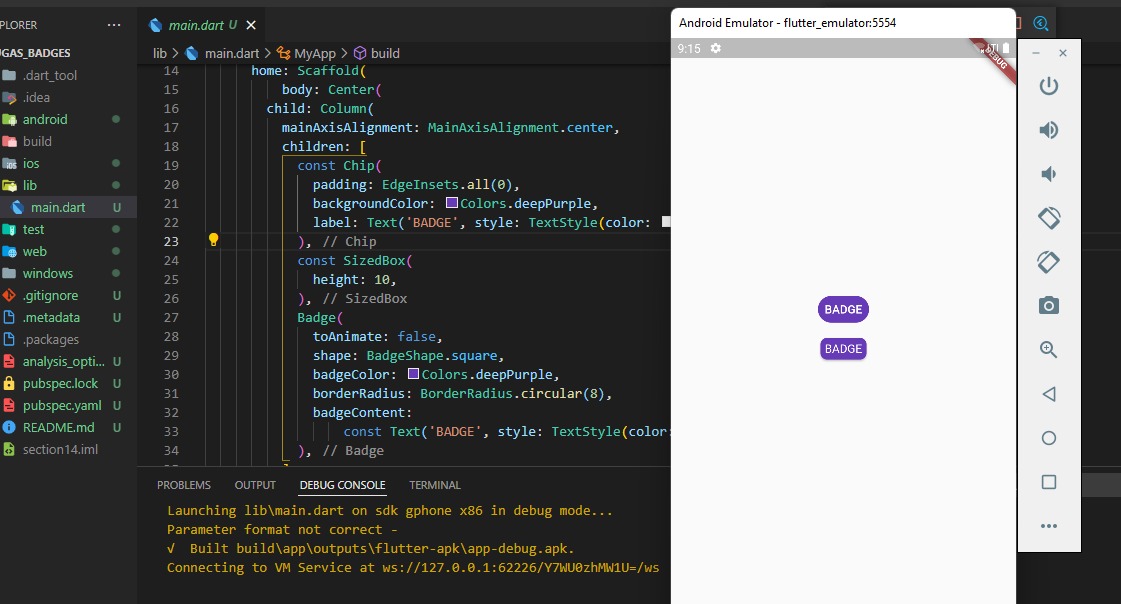 PLORER
UGAS_BADGES
.dart_tool
.idea
android
build
ios
lib
main.dart U
test
web
windows
.gitignore U
.metadata U
.packages
analysis_opti... U
pubspec.lock U
pubspec.yaml U
README.md U
section14.iml
main.dart U
lib > main.dart > MyApp > build
14 home: Scaffold(
15 body: Center(
16 child: Column(
17 mainAxisAlignment: MainAxisAlignment.center,
18 children: [
19 const Chip(
20 padding: EdgeInsets.all(0),
21 backgroundColor: Colors.deepPurple,
22 label: Text('BADGE', style: TextStyle(color:
23 ), // Chip
24 const SizedBox(
25 height: 10,
26 ), // SizedBox
27 Badge(
28 toAnimate: false,
29 shape: BadgeShape.square,
30 badgeColor: Colors.deepPurple,
31 borderRadius: BorderRadius.circular(8),
32 badgeContent:
33 const Text('BADGE', style: TextStyle(color:
34 ), // Badge
PROBLEMS OUTPUT DEBUG CONSOLE TERMINAL
Launching lib\main.dart on sdk gphone x86 in debug mode...
Parameter format not correct -
√ Built build\app\outputs\flutter-apk\app-debug.apk.
Connecting to VM Service at ws://127.0.0.1:62226/Y7WU0zhMW1U=/ws
Android Emulator - flutter_emulator:5554
9:15
DEBUG
BADGE
BADGE